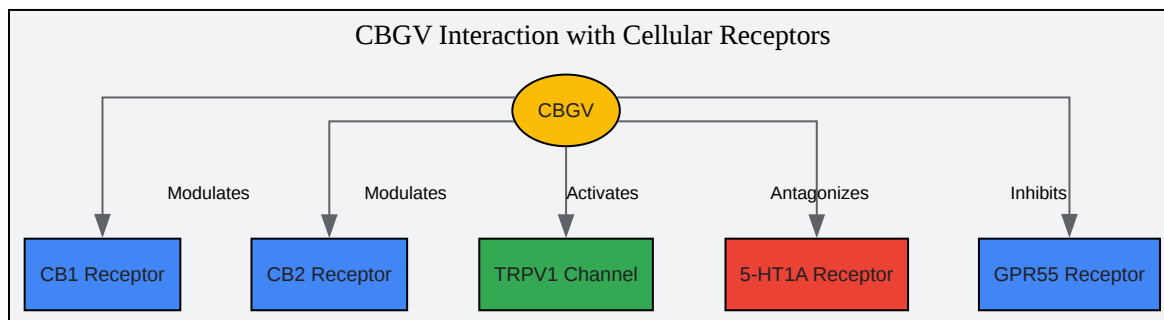 CBGV Interaction with Cellular Receptors
CBGV
Modulates
Modulates
Activates
Antagonizes
Inhibits
CB1 Receptor
CB2 Receptor
TRPV1 Channel
5-HT1A Receptor
GPR55 Receptor